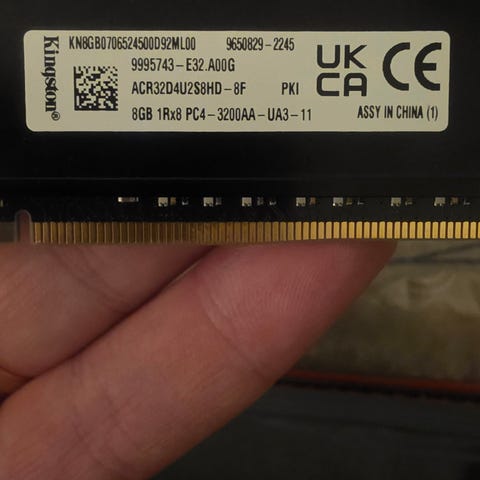 Kingston®
KN8GB0706524500D92ML00 9650829-2245
9995743-E32.A00G
ACR32D4U2S8HD-8F PKI
8GB 1Rx8 PC4-3200AA-UA3-11
UK
CA
CE
ASSY IN CHINA (1)